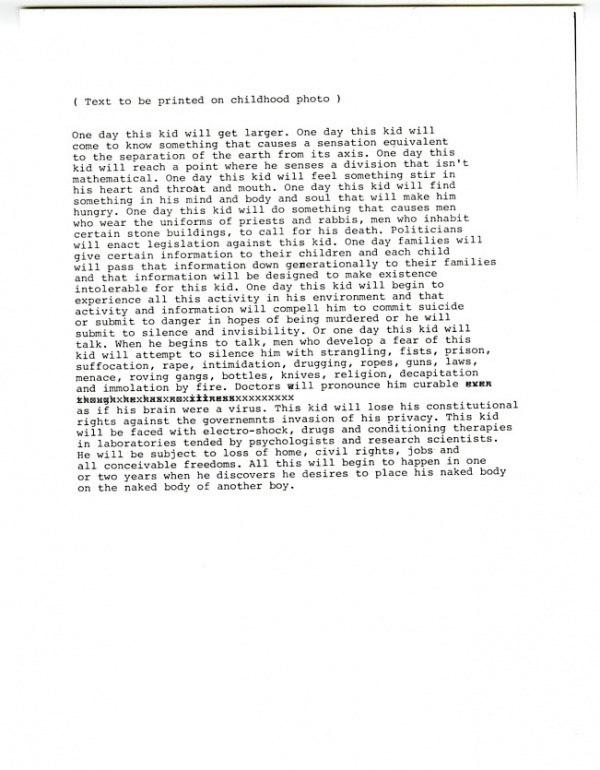 ( Text to be printed on childhood photo )
One day this kid will get larger. One day this kid will
come to know something that causes a sensation equivalent
to the separation of the earth from its axis. One day this
kid will reach a point where he senses a division that isn't
mathematical. One day this kid will feel something stir in
his heart and throat and mouth. One day this kid will find
something in his mind and body and soul that will make him
hungry. One day this kid will do something that causes men
who wear the uniforms of priests and rabbis, men who inhabit
certain stone buildings, to call for his death. Politicians
will enact legislation against this kid. One day families will
give certain information to their children and each child
will pass that information down generationally to their families
and that information will be designed to make existence
intolerable for this kid. One day this kid will begin to
experience all this activity in his environment and that
activity and information will compell him to commit suicide
or submit to danger in hopes of being murdered or he will
submit to silence and invisibility. Or one day this kid will
talk. When he begins to talk, men who develop a fear of this
kid will attempt to silence him with strangling, fists, prison,
suffocation, rape, intimidation, drugging, ropes, guns, laws,
menace, roving gangs, bottles, knives, religion, decapitation
and immolation by fire. Doctors will pronounce him curable
as if his brain were a virus. This kid will lose his constitutional
rights against the governemnts invasion of his privacy. This kid
will be faced with electro-shock, drugs and conditioning therapies
in laboratories tended by psychologists and research scientists.
He will be subject to loss of home, civil rights, jobs and
all conceivable freedoms. All this will begin to happen in one
or two years when he discovers he desires to place his naked body
on the naked body of another boy.